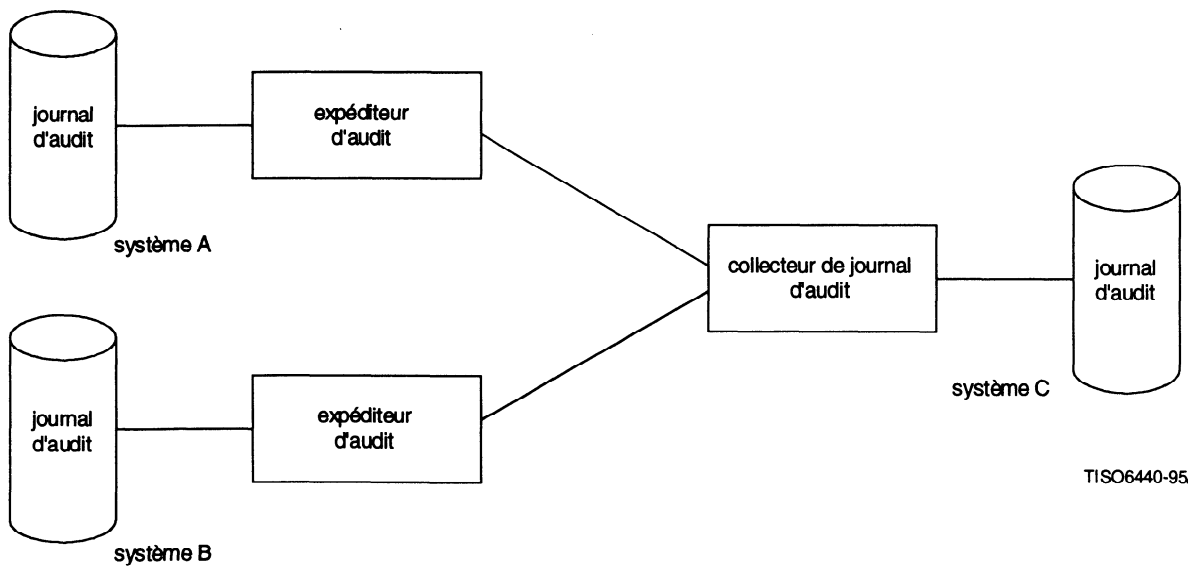 journal
d'audit
expéditeur
d'audit
système A
collecteur de journal
d'audit
journal
d'audit
système C
journal
d'audit
expéditeur
d'audit
système B
TISO6440-95